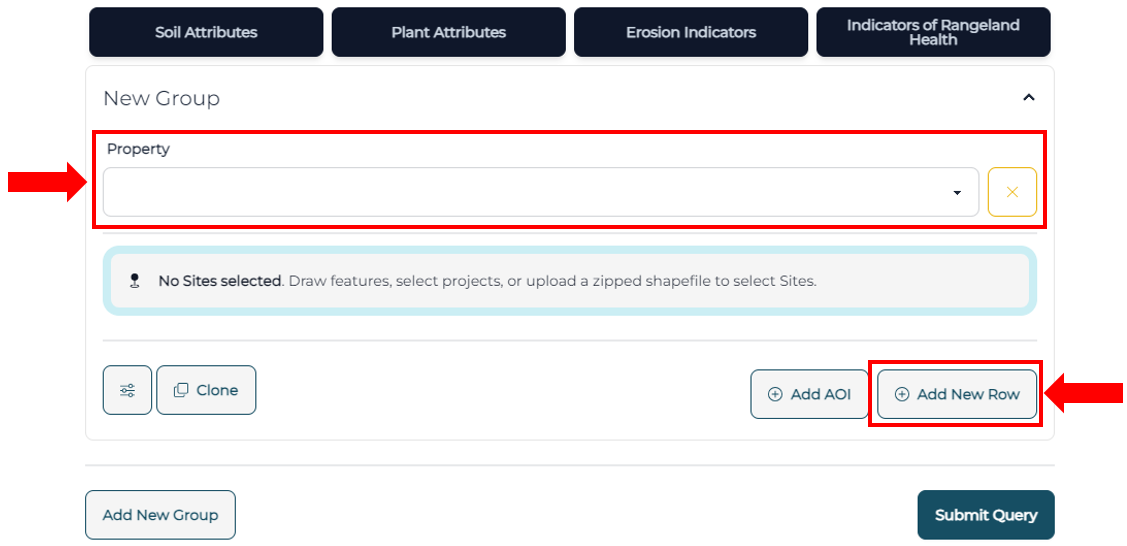 Soil Attributes
Plant Attributes
Erosion Indicators
Indicators of Rangeland
Health
New Group
Property
No Sites selected. Draw features, select projects, or upload a zipped shapefile to select Sites.
Clone
Add AOI
Add New Row
Add New Group
Submit Query